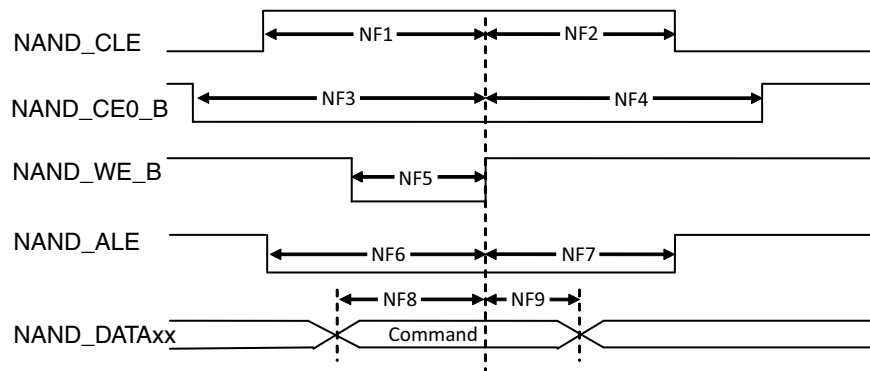 NAND_CLE NF1 NF2
NAND_CE0_B NF3 NF4
NAND_WE_B NF5
NAND_ALE NF6 NF7
NF8 NF9
NAND_DATAxx Command